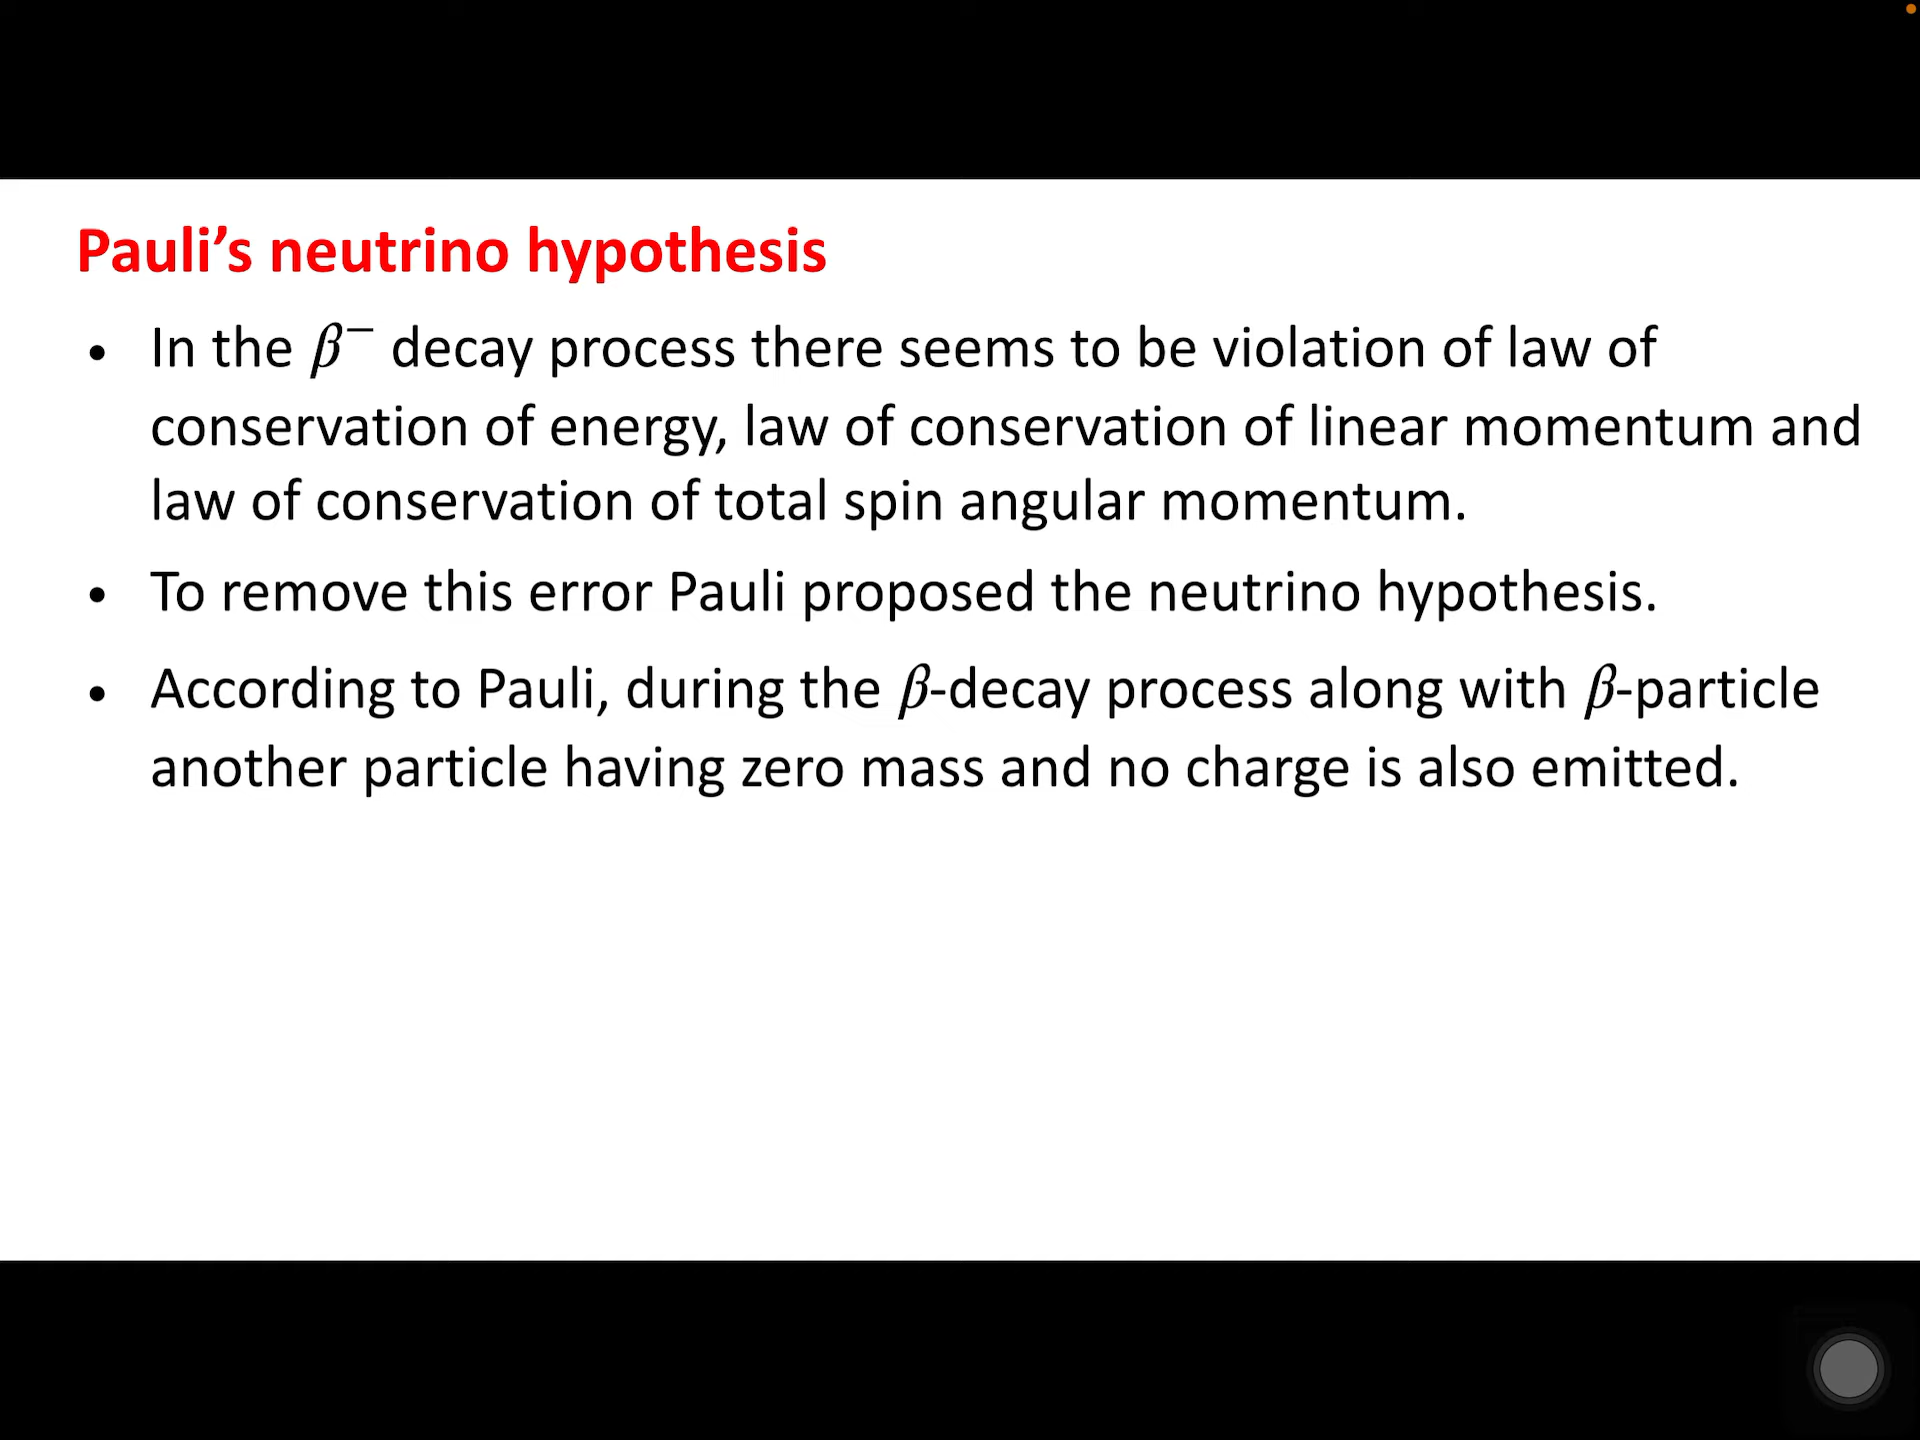 Pauli’s neutrino hypothesis
• In the β⁻ decay process there seems to be violation of law of
conservation of energy, law of conservation of linear momentum and
law of conservation of total spin angular momentum.
• To remove this error Pauli proposed the neutrino hypothesis.
• According to Pauli, during the β-decay process along with β-particle
another particle having zero mass and no charge is also emitted.